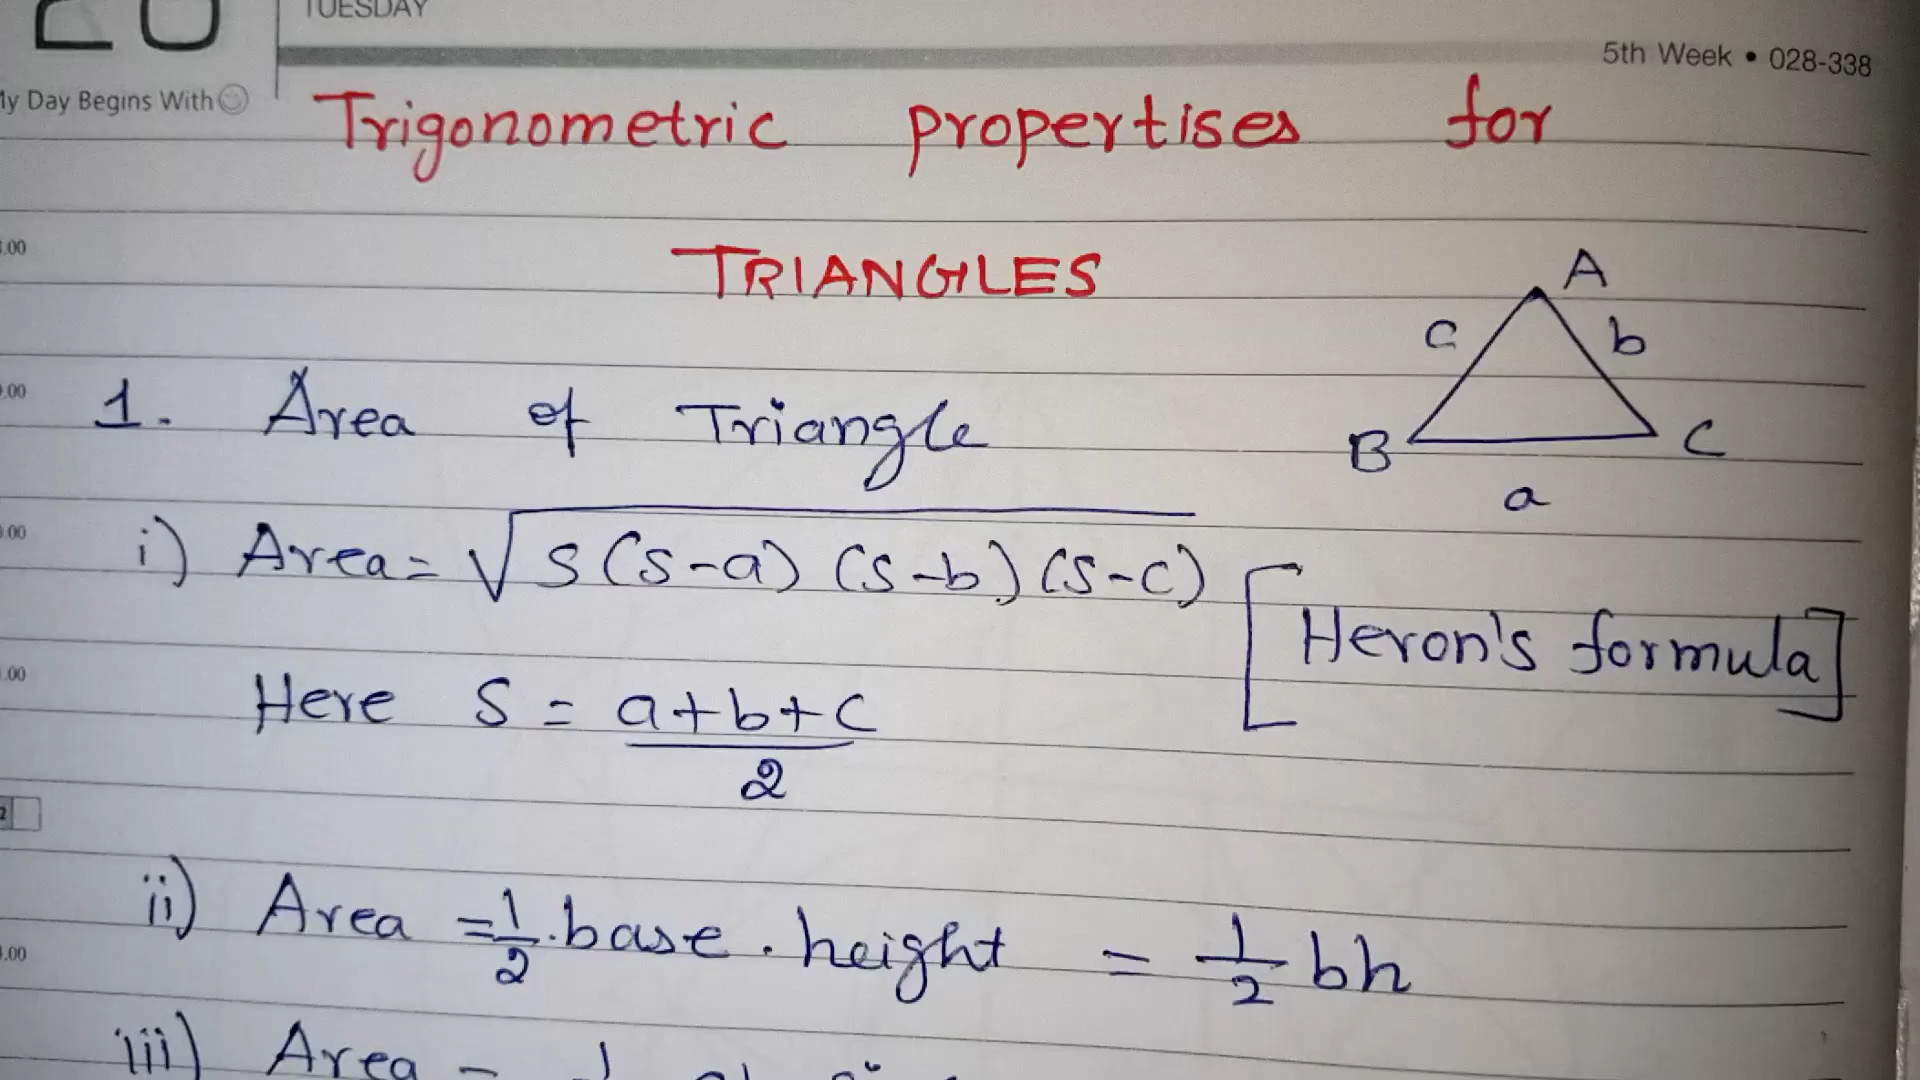 TUESDAY
5th Week • 028-338
My Day Begins With
Trigonometric propertises for
TRIANGLES
A
c b
B C
a
1. Area of Triangle
i) Area = √s(s-a)(s-b)(s-c)
[Heron's formula]
Here s = a+b+c
2
ii) Area = 1/2 . base . height = 1/2 bh
iii) Area =